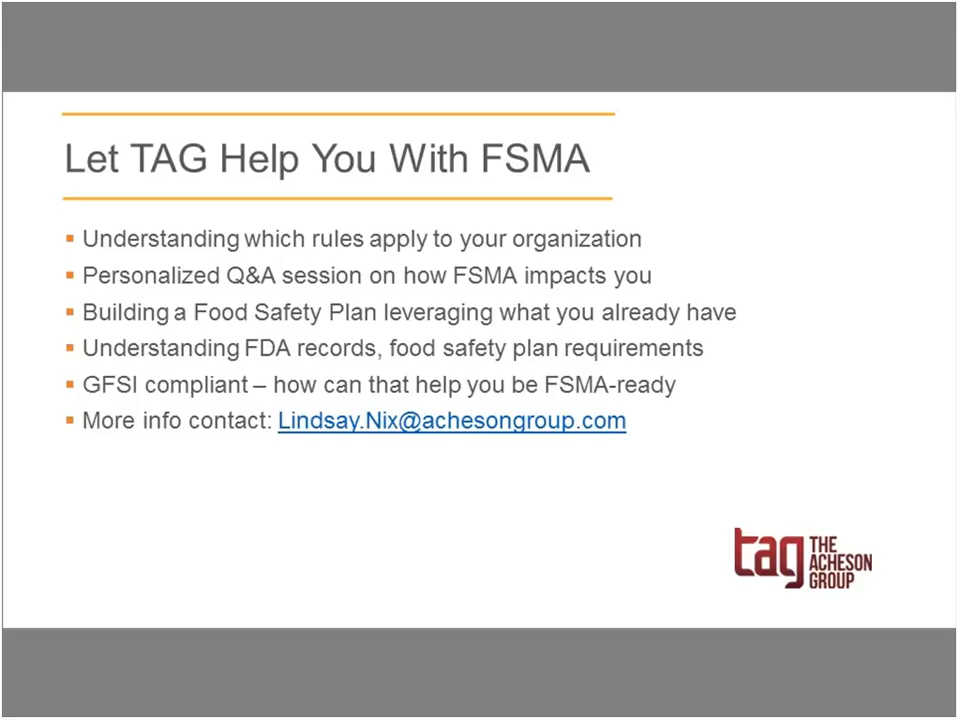 Let TAG Help You With FSMA
▪ Understanding which rules apply to your organization
▪ Personalized Q&A session on how FSMA impacts you
▪ Building a Food Safety Plan leveraging what you already have
▪ Understanding FDA records, food safety plan requirements
▪ GFSI compliant – how can that help you be FSMA-ready
▪ More info contact: Lindsay.Nix@achesongroup.com
tag THE
ACHESON
GROUP